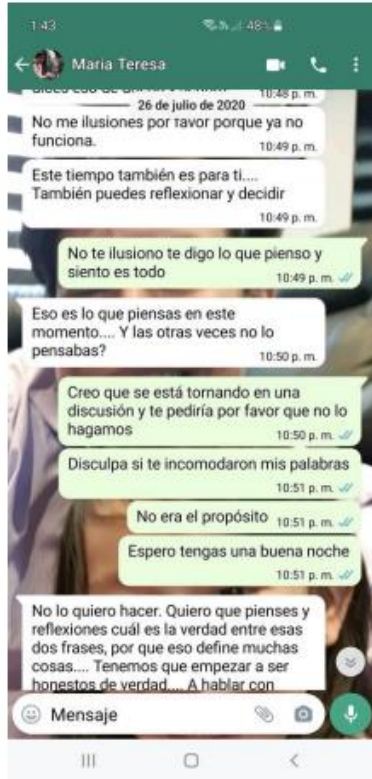 1:43
48%
Maria Teresa
10:48 p. m.
26 de julio de 2020
No me ilusiones por favor porque ya no
funciona.
10:49 p. m.
Este tiempo también es para ti....
También puedes reflexionar y decidir
10:49 p. m.
No te ilusiono te digo lo que pienso y
siento es todo
10:49 p. m.
Eso es lo que piensas en este
momento.... Y las otras veces no lo
pensabas?
10:50 p. m.
Creo que se está tornando en una
discusión y te pediría por favor que no lo
hagamos
10:50 p. m.
Disculpa si te incomodaron mis palabras
10:51 p. m.
No era el propósito 10:51 p. m.
Espero tengas una buena noche
10:51 p. m.
No lo quiero hacer. Quiero que pienses y
reflexiones cuál es la verdad entre esas
dos frases, por que eso define muchas
cosas.... Tenemos que empezar a ser
honestos de verdad.... A hablar con
Mensaje